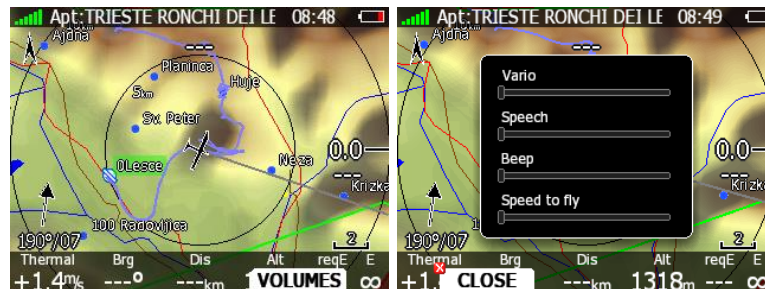 Apt:TRIESTE RONCHI DEI LE 08:48
Ajdna
---
Planinca
Huje
5km
Sv. Peter
0Lesce
Neza
0.0
Krizka
100 Radovljica
190°/07
2
Thermal Brg Dis Alt reqE E
+1.4m/s ---° ---km 1 VOLUMES ∞
Apt:TRIESTE RONCHI DEI LE 08:49
Ajdna
---
Vario
Speech
Beep
Speed to fly
0.0
Krizka
190°/07
2
Thermal Brg Dis Alt reqE E
+1. CLOSE ---km 1318m --- ∞